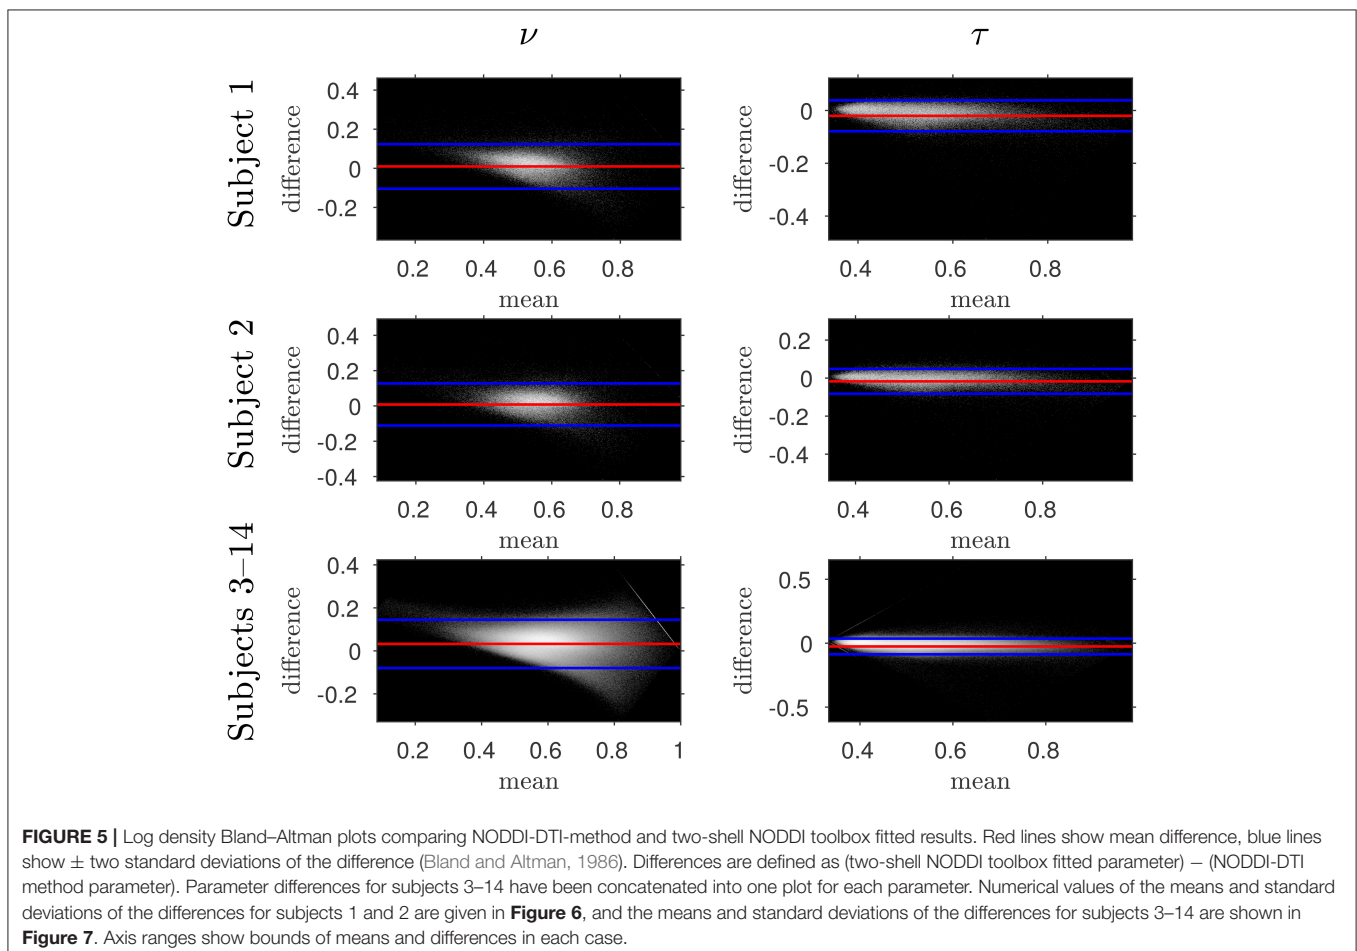 ν
τ
Subject 1
difference
0.4
0.2
0
-0.2
0.2
0.4
0.6
0.8
mean
difference
0
-0.2
-0.4
0.4
0.6
0.8
mean
Subject 2
difference
0.4
0.2
0
-0.2
-0.4
0.2
0.4
0.6
0.8
mean
difference
0.2
0
-0.2
-0.4
0.4
0.6
0.8
mean
Subjects 3–14
difference
0.4
0.2
0
-0.2
0.2
0.4
0.6
0.8
1
mean
difference
0.5
0
-0.5
0.4
0.6
0.8
mean
FIGURE 5 | Log density Bland–Altman plots comparing NODDI-DTI-method and two-shell NODDI toolbox fitted results. Red lines show mean difference, blue lines
show ± two standard deviations of the difference (Bland and Altman, 1986). Differences are defined as (two-shell NODDI toolbox fitted parameter) − (NODDI-DTI
method parameter). Parameter differences for subjects 3–14 have been concatenated into one plot for each parameter. Numerical values of the means and standard
deviations of the differences for subjects 1 and 2 are given in Figure 6, and the means and standard deviations of the differences for subjects 3–14 are shown in
Figure 7. Axis ranges show bounds of means and differences in each case.